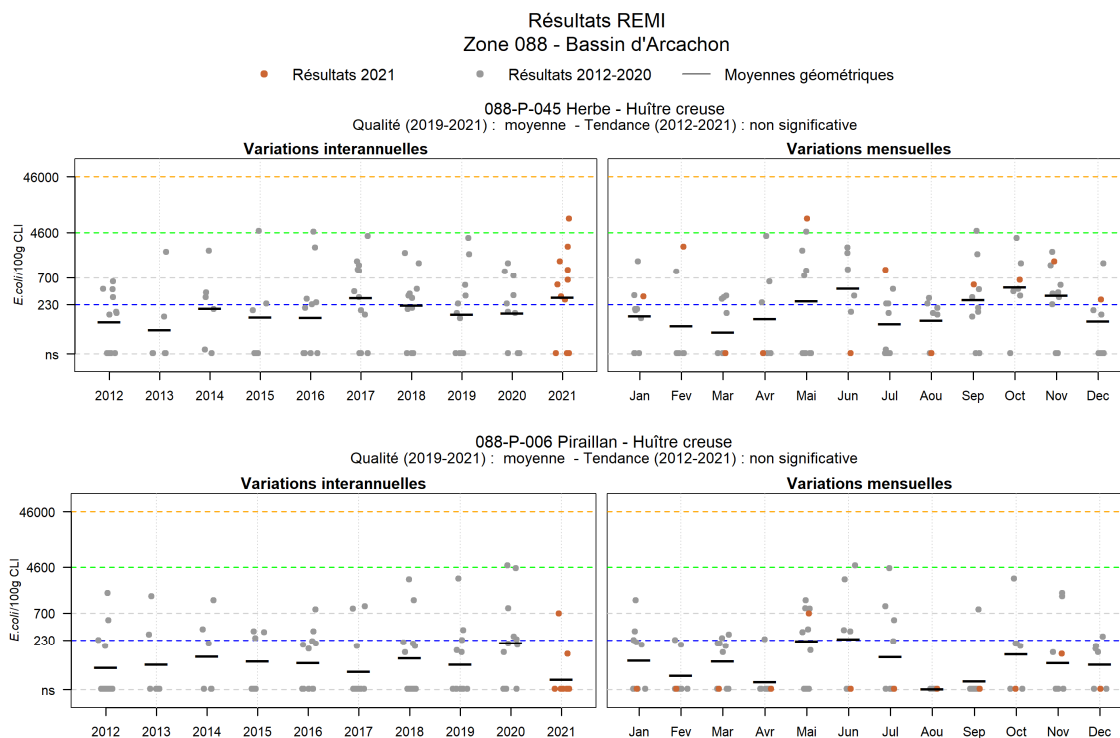 Résultats REMI
Zone 088 - Bassin d'Arcachon
Résultats 2021 Résultats 2012-2020 Moyennes géométriques
088-P-045 Herbe - Huître creuse
Qualité (2019-2021) : moyenne - Tendance (2012-2021) : non significative
Variations interannuelles
Variations mensuelles
E.coli/100g CLI
46000
4600
700
230
ns
2012 2013 2014 2015 2016 2017 2018 2019 2020 2021
Jan Fev Mar Avr Mai Jun Jul Aou Sep Oct Nov Dec
088-P-006 Piraillan - Huître creuse
Qualité (2019-2021) : moyenne - Tendance (2012-2021) : non significative
Variations interannuelles
Variations mensuelles
E.coli/100g CLI
46000
4600
700
230
ns
2012 2013 2014 2015 2016 2017 2018 2019 2020 2021
Jan Fev Mar Avr Mai Jun Jul Aou Sep Oct Nov Dec